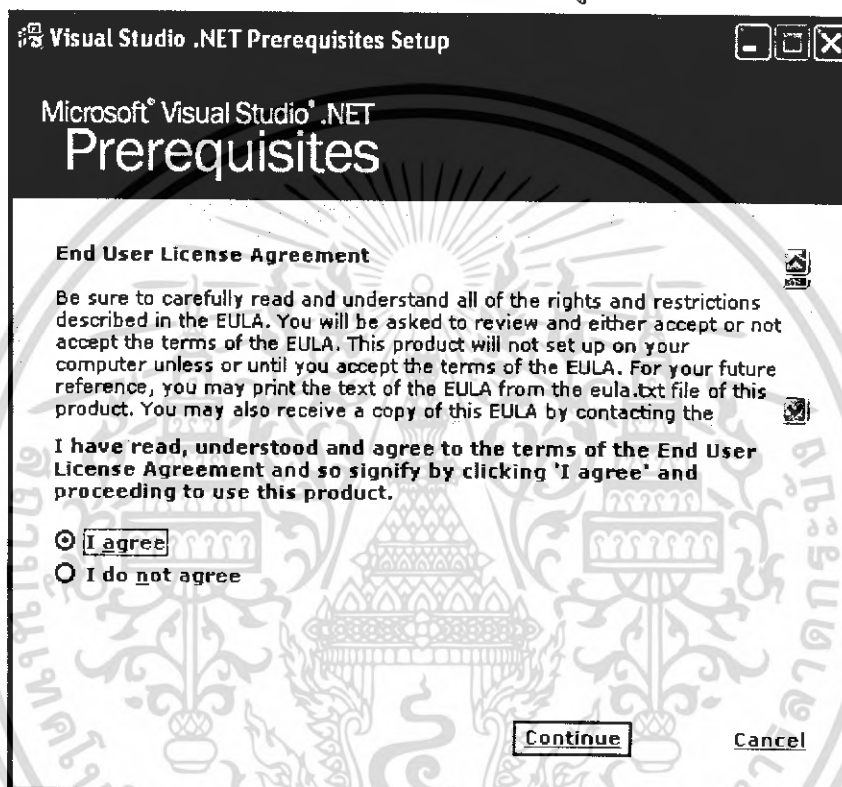 Visual Studio .NET Prerequisites Setup
Microsoft® Visual Studio® .NET
Prerequisites
End User License Agreement
Be sure to carefully read and understand all of the rights and restrictions
described in the EULA. You will be asked to review and either accept or not
accept the terms of the EULA. This product will not set up on your
computer unless or until you accept the terms of the EULA. For your future
reference, you may print the text of the EULA from the eula.txt file of this
product. You may also receive a copy of this EULA by contacting the
I have read, understood and agree to the terms of the End User
License Agreement and so signify by clicking 'I agree' and
proceeding to use this product.
I agree
I do not agree
Continue
Cancel